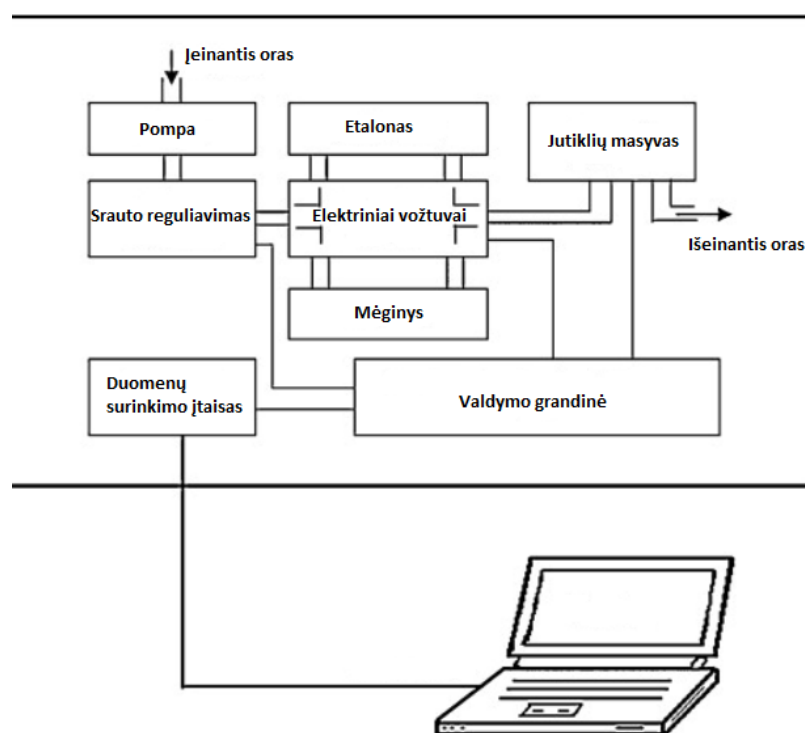 Įeinantis oras
Pompa
Etalonas
Jutiklių masyvas
Srauto reguliavimas
Elektriniai vožtuvai
Išeinantis oras
Mėginys
Duomenų
surinkimo įtaisas
Valdymo grandinė